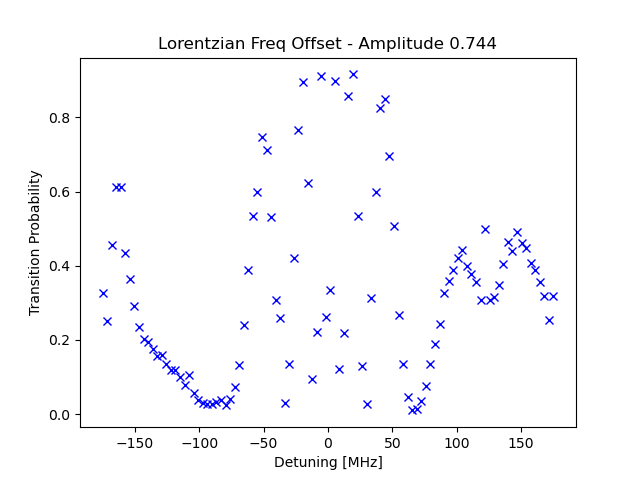 Lorentzian Freq Offset - Amplitude 0.744
Transition Probability
0.8
0.6
0.4
0.2
0.0
−150 −100 −50 0 50 100 150
Detuning [MHz]